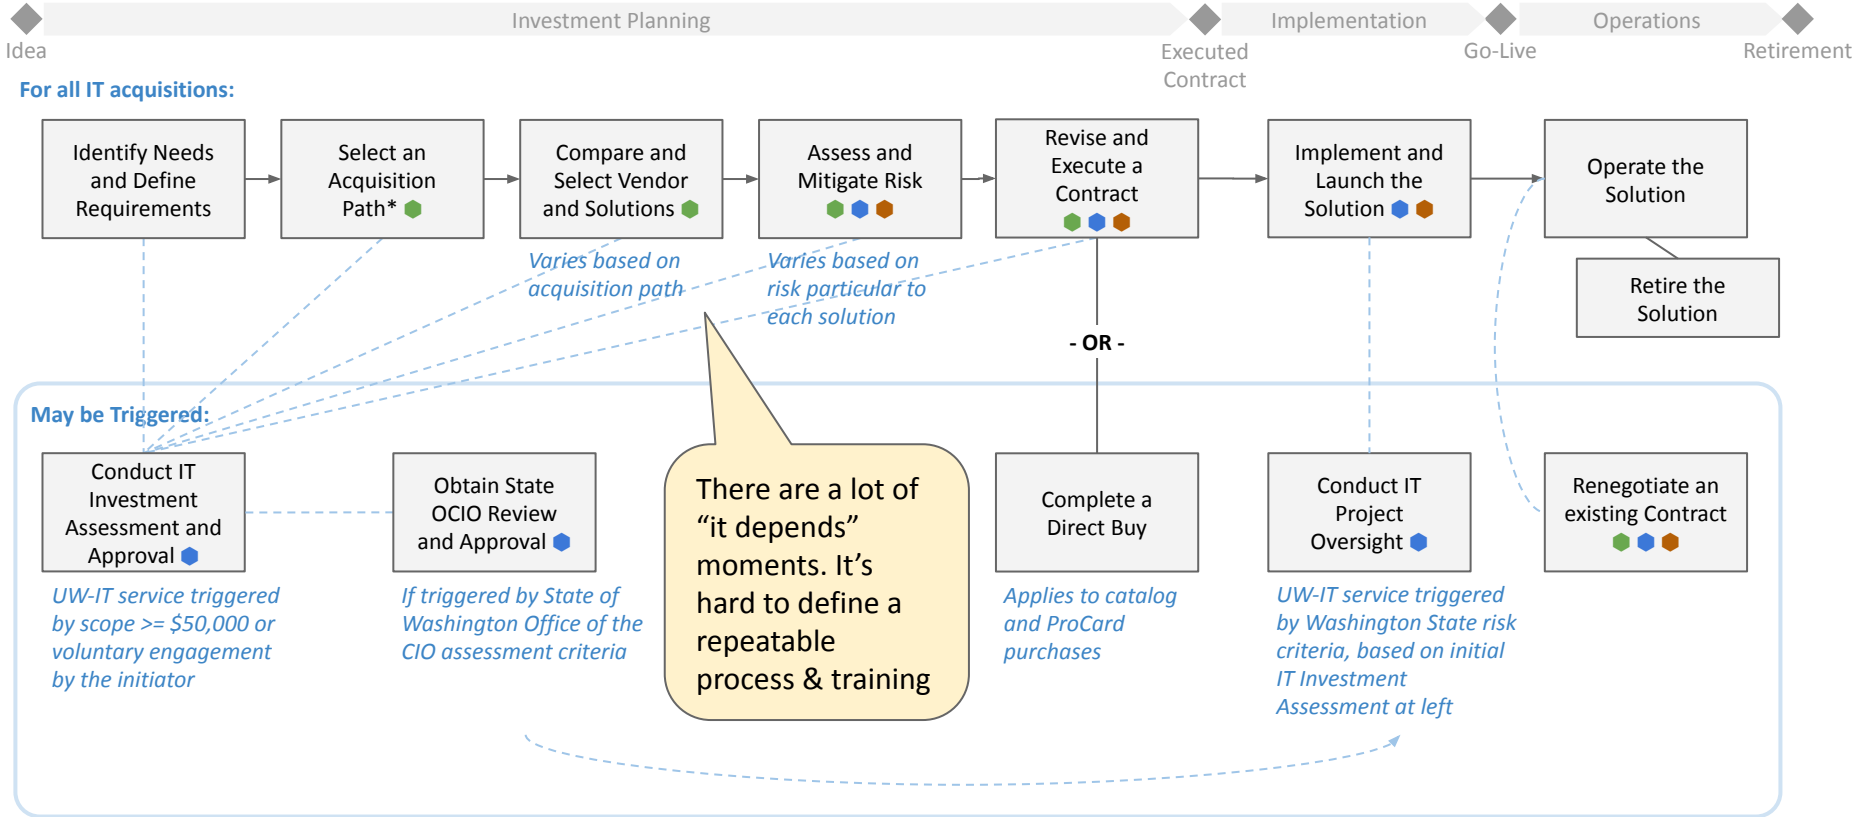 Investment Planning
Implementation
Operations
Idea
Executed
Contract
Go-Live
Retirement
For all IT acquisitions:
Identify Needs
and Define
Requirements
Select an
Acquisition
Path*
Compare and
Select Vendor
and Solutions
Assess and
Mitigate Risk
Revise and
Execute a
Contract
Implement and
Launch the
Solution
Operate the
Solution
Varies based on
acquisition path
Varies based on
risk particular to
each solution
Retire the
Solution
- OR -
May be Triggered:
Conduct IT
Investment
Assessment and
Approval
Obtain State
OCIO Review
and Approval
There are a lot of
“it depends”
moments. It’s
hard to define a
repeatable
process & training
Complete a
Direct Buy
Conduct IT
Project
Oversight
Renegotiate an
existing Contract
UW-IT service triggered
by scope >= $50,000 or
voluntary engagement
by the initiator
If triggered by State of
Washington Office of the
CIO assessment criteria
Applies to catalog
and ProCard
purchases
UW-IT service triggered
by Washington State risk
criteria, based on initial
IT Investment
Assessment at left